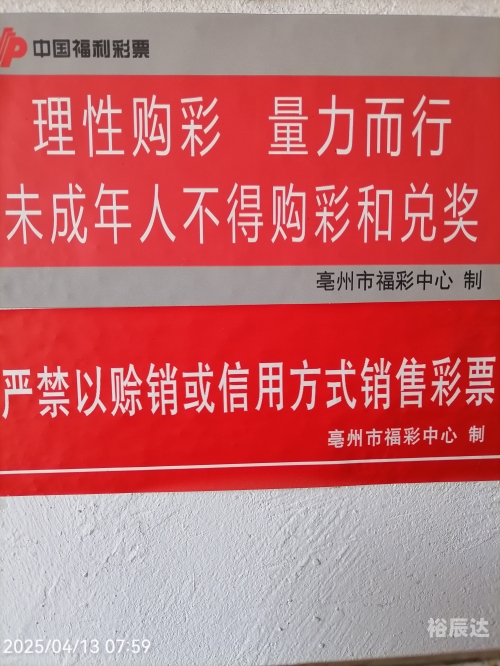 中国福利彩票
理性购彩 量力而行
未成年人不得购彩和兑奖
亳州市福彩中心 制
严禁以赊销或信用方式销售彩票
亳州市福彩中心 制
2025/04/13 07:59
裕辰达